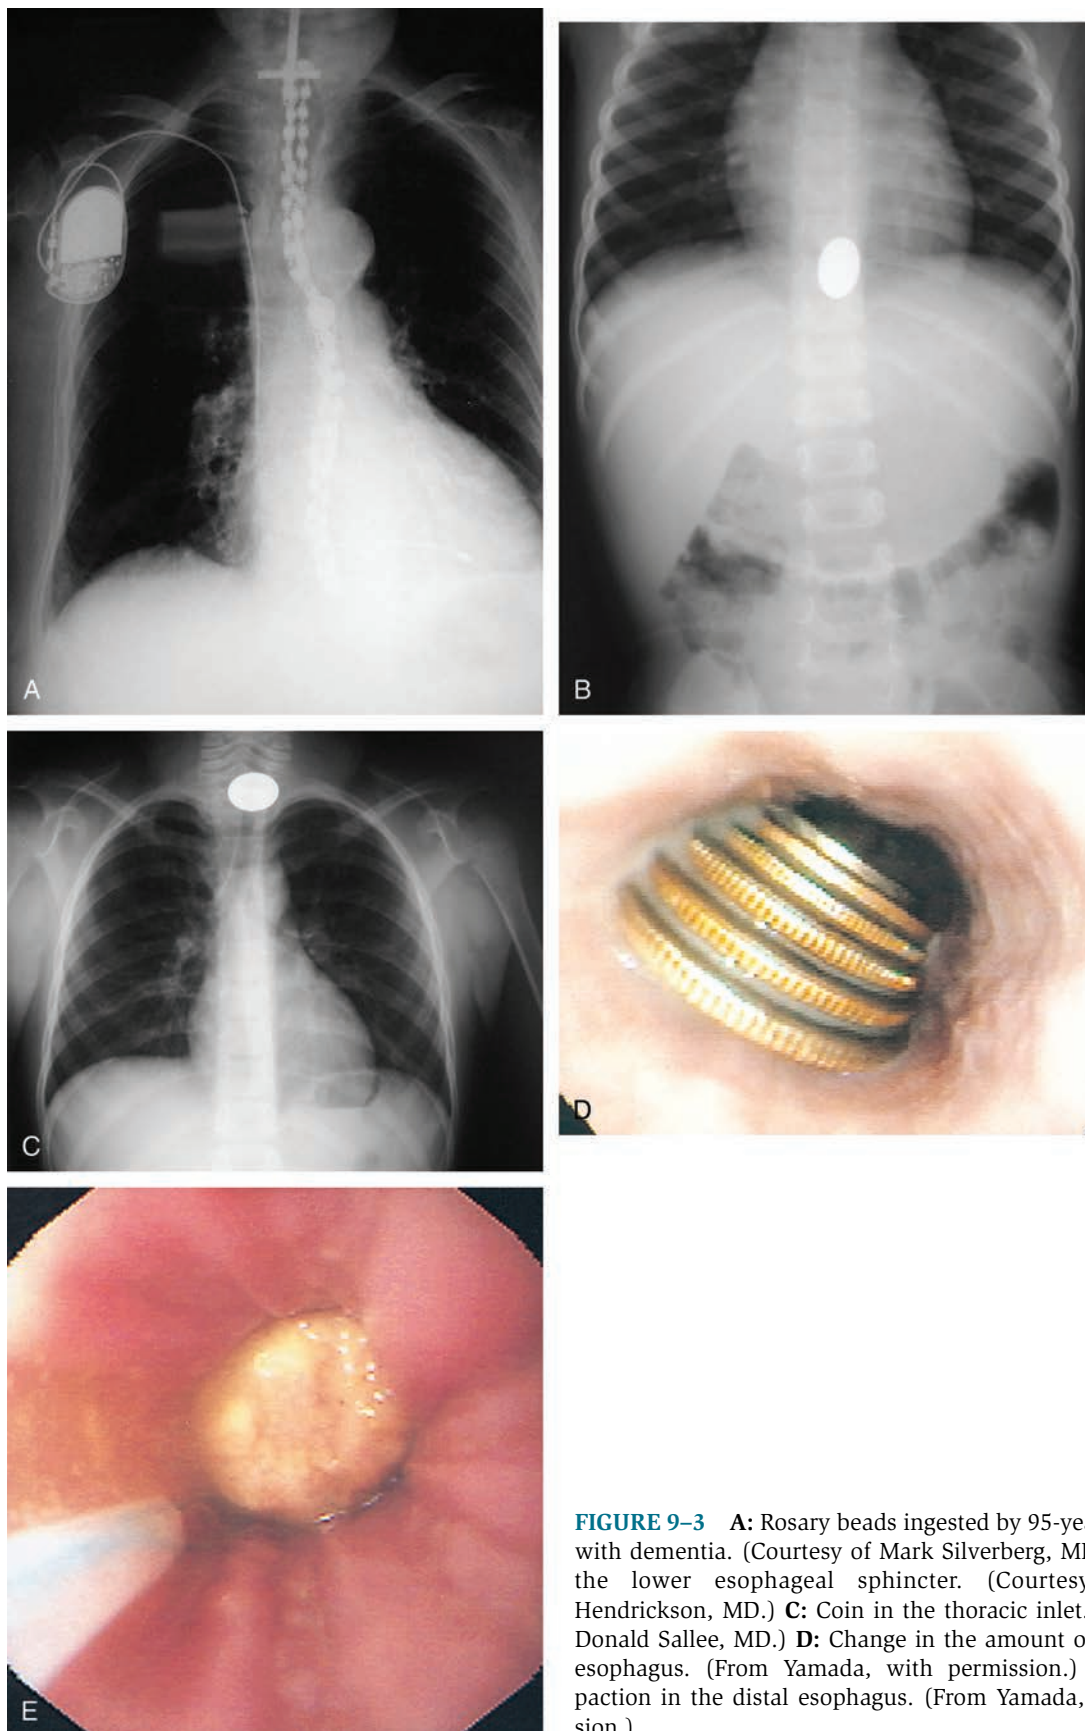 A
B
C
D
E
FIGURE 9–3 A: Rosary beads ingested by 95-ye
with dementia. (Courtesy of Mark Silverberg, MD
the lower esophageal sphincter. (Courtesy
Hendrickson, MD.) C: Coin in the thoracic inlet.
Donald Sallee, MD.) D: Change in the amount o
esophagus. (From Yamada, with permission.)
paction in the distal esophagus. (From Yamada,
sion.)